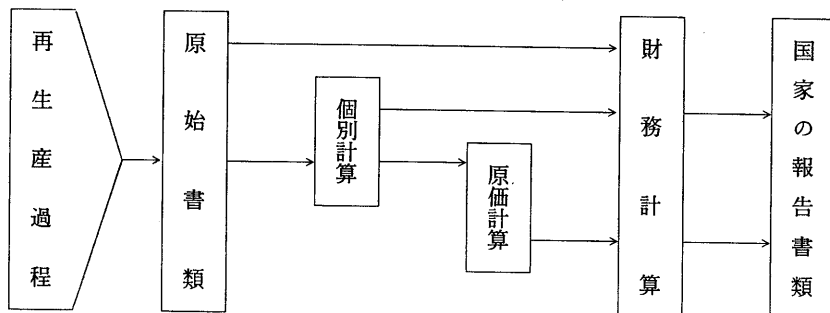 再生産過程
原始書類
個別計算
原価計算
財務計算
国家の報告書類